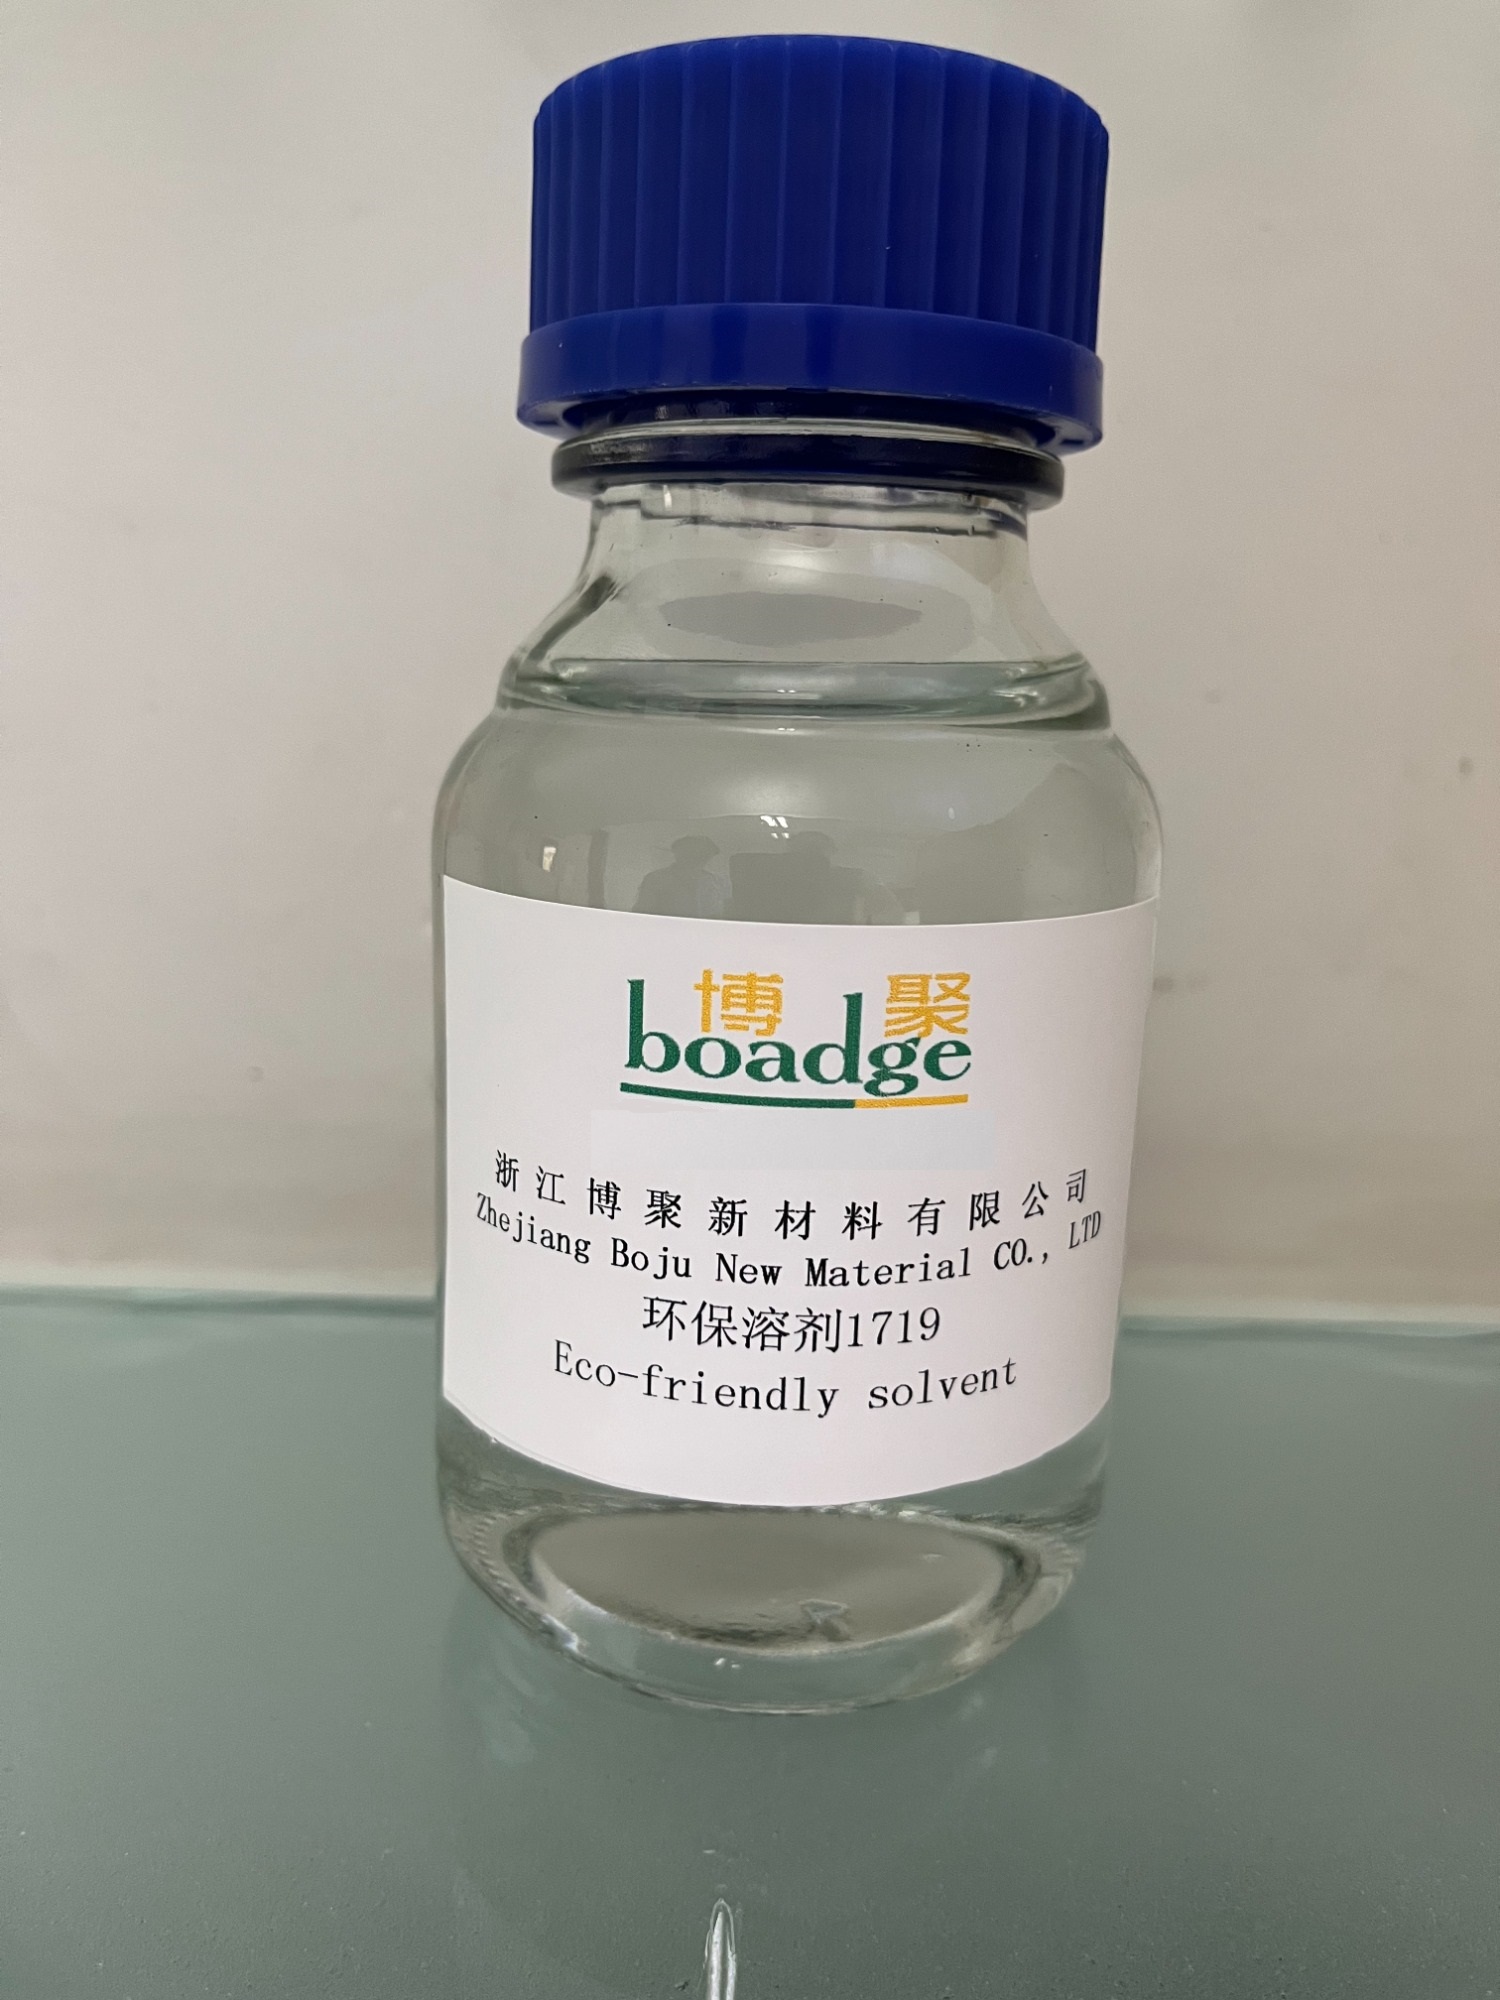 博聚
boadge
浙江博聚新材料有限公司
Zhejiang Boju New Material CO., LTD
环保溶剂1719
Eco-friendly solvent